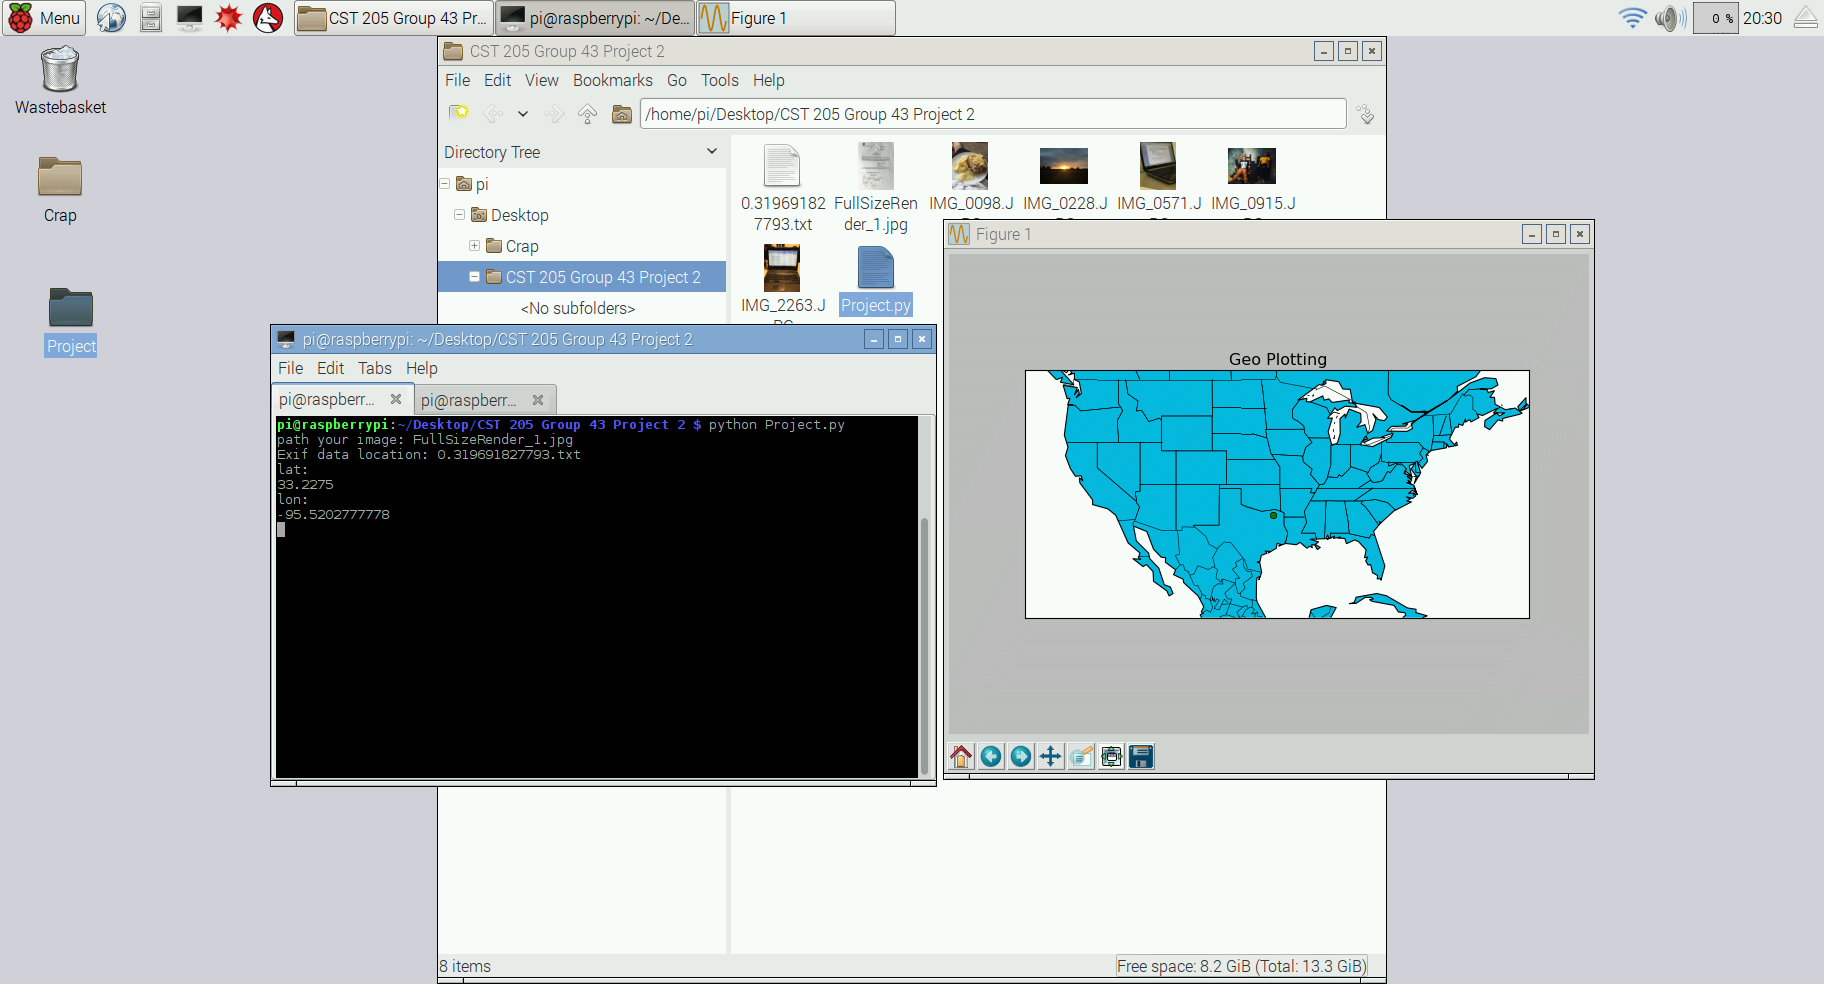 Menu
CST 205 Group 43 Pr...
pi@raspberrypi: ~/De...
Figure 1
0 %
20:30
Wastebasket
Crap
Project
CST 205 Group 43 Project 2
File Edit View Bookmarks Go Tools Help
/home/pi/Desktop/CST 205 Group 43 Project 2
Directory Tree
pi
Desktop
Crap
CST 205 Group 43 Project 2
<No subfolders>
0.31969182
7793.txt
FullSizeRen
der_1.jpg
IMG_0098.J
IMG_0228.J
IMG_0571.J
IMG_0915.J
IMG_2263.J
Project.py
pi@raspberrypi: ~/Desktop/CST 205 Group 43 Project 2
File Edit Tabs Help
pi@raspberr...
pi@raspberr...
pi@raspberrypi:~/Desktop/CST 205 Group 43 Project 2 $ python Project.py
path your image: FullSizeRender_1.jpg
Exif data location: 0.319691827793.txt
lat:
33.2275
lon:
-95.5202777778
Figure 1
Geo Plotting
8 items
Free space: 8.2 GiB (Total: 13.3 GiB)